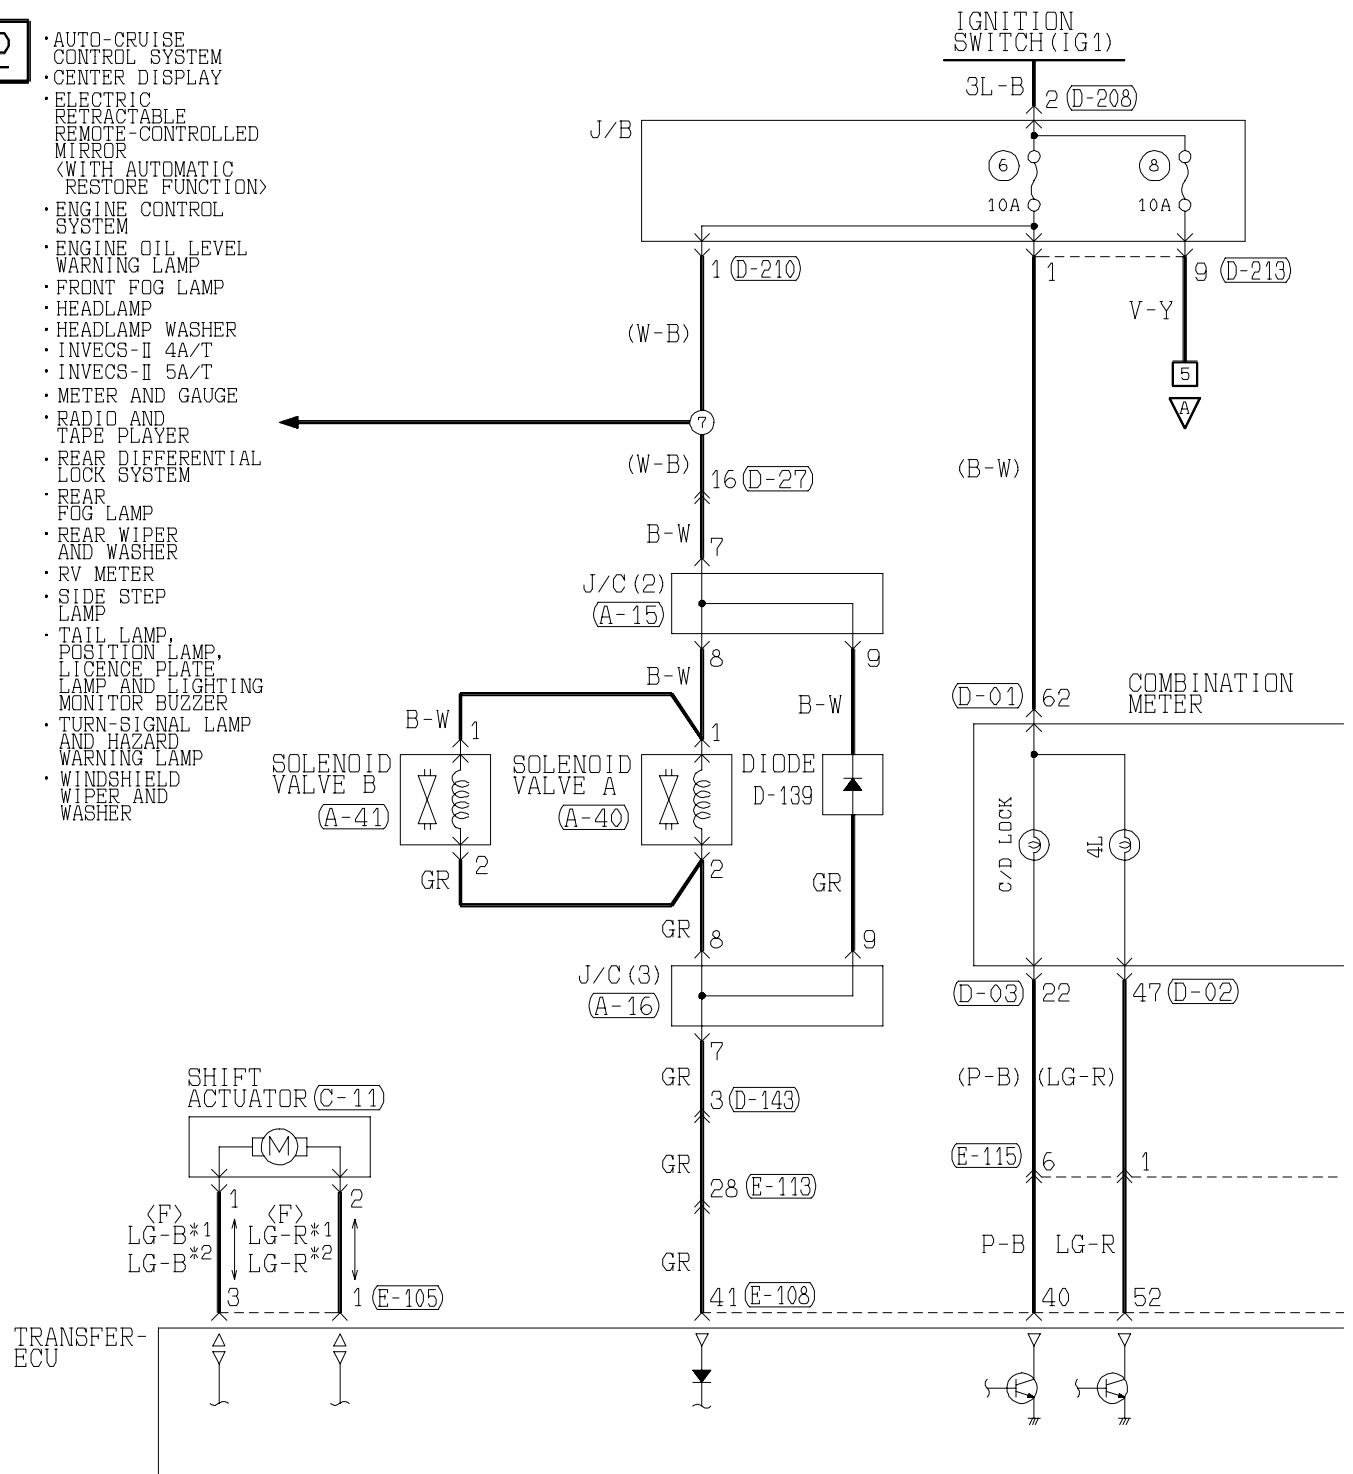 · AUTO-CRUISE
CONTROL SYSTEM
· CENTER DISPLAY
· ELECTRIC
RETRACTABLE
REMOTE-CONTROLLED
MIRROR
<WITH AUTOMATIC
RESTORE FUNCTION>
· ENGINE CONTROL
SYSTEM
· ENGINE OIL LEVEL
WARNING LAMP
· FRONT FOG LAMP
· HEADLAMP
· HEADLAMP WASHER
· INVECS-Ⅱ 4A/T
· INVECS-Ⅱ 5A/T
· METER AND GAUGE
· RADIO AND
TAPE PLAYER
· REAR DIFFERENTIAL
LOCK SYSTEM
· REAR
FOG LAMP
· REAR WIPER
AND WASHER
· RV METER
· SIDE STEP
LAMP
· TAIL LAMP,
POSITION LAMP,
LICENCE PLATE
LAMP AND LIGHTING
MONITOR BUZZER
· TURN-SIGNAL LAMP
AND HAZARD
WARNING LAMP
· WINDSHIELD
WIPER AND
WASHER
IGNITION
SWITCH(IG1)
3L-B
2 (D-208)
J/B
6
8
10A
10A
1 (D-210)
1
9 (D-213)
(W-B)
V-Y
5
A
7
(W-B)
16 (D-27)
(B-W)
B-W
7
J/C(2)
(A-15)
8
9
B-W
B-W
B-W
1
1
(D-01) 62
COMBINATION
METER
SOLENOID
VALVE B
(A-41)
SOLENOID
VALVE A
(A-40)
DIODE
D-139
C/D LOCK
4L
2
2
GR
GR
GR
8
9
J/C(3)
(A-16)
(D-03) 22
47 (D-02)
7
GR
3 (D-143)
(P-B)
(LG-R)
SHIFT
ACTUATOR (C-11)
M
GR
28 (E-113)
(E-115) 6
1
1
2
<F>
LG-B*1
LG-B*2
<F>
LG-R*1
LG-R*2
GR
P-B
LG-R
3
1 (E-105)
41 (E-108)
40
52
TRANSFER-
ECU